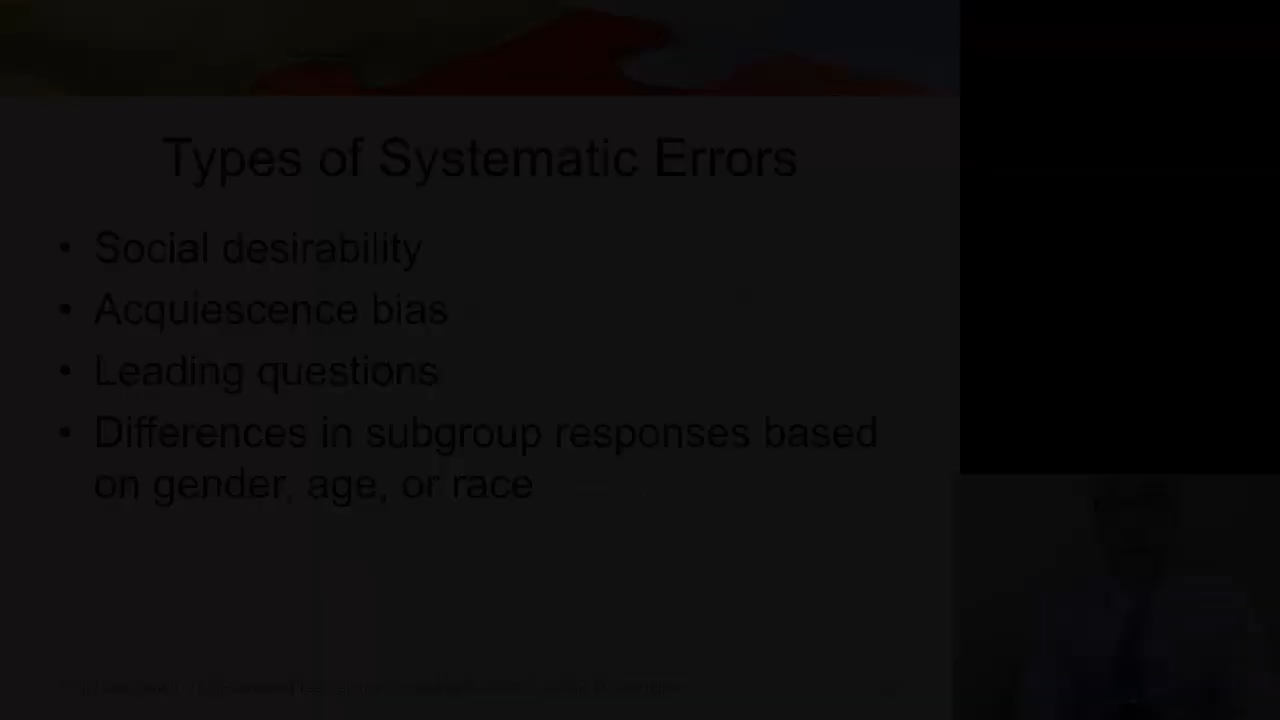 Types of Systematic Errors
• Social desirability
• Acquiescence bias
• Leading questions
• Differences in subgroup responses based
on gender, age, or race